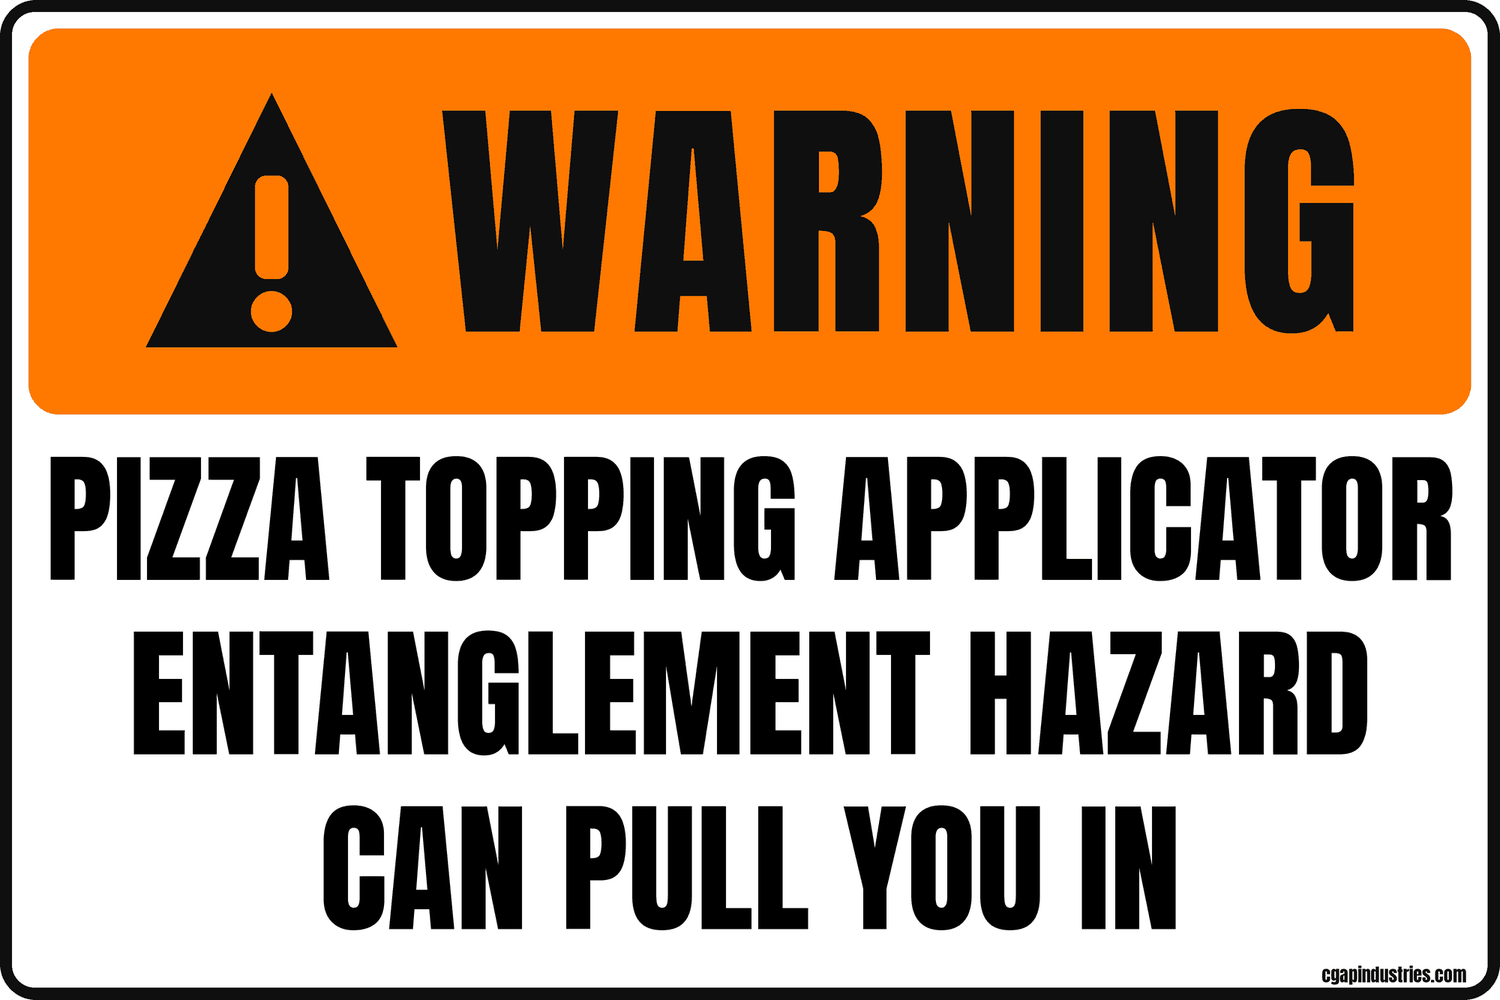 WARNING
PIZZA TOPPING APPLICATOR
ENTANGLEMENT HAZARD
CAN PULL YOU IN
cgapindustries.com